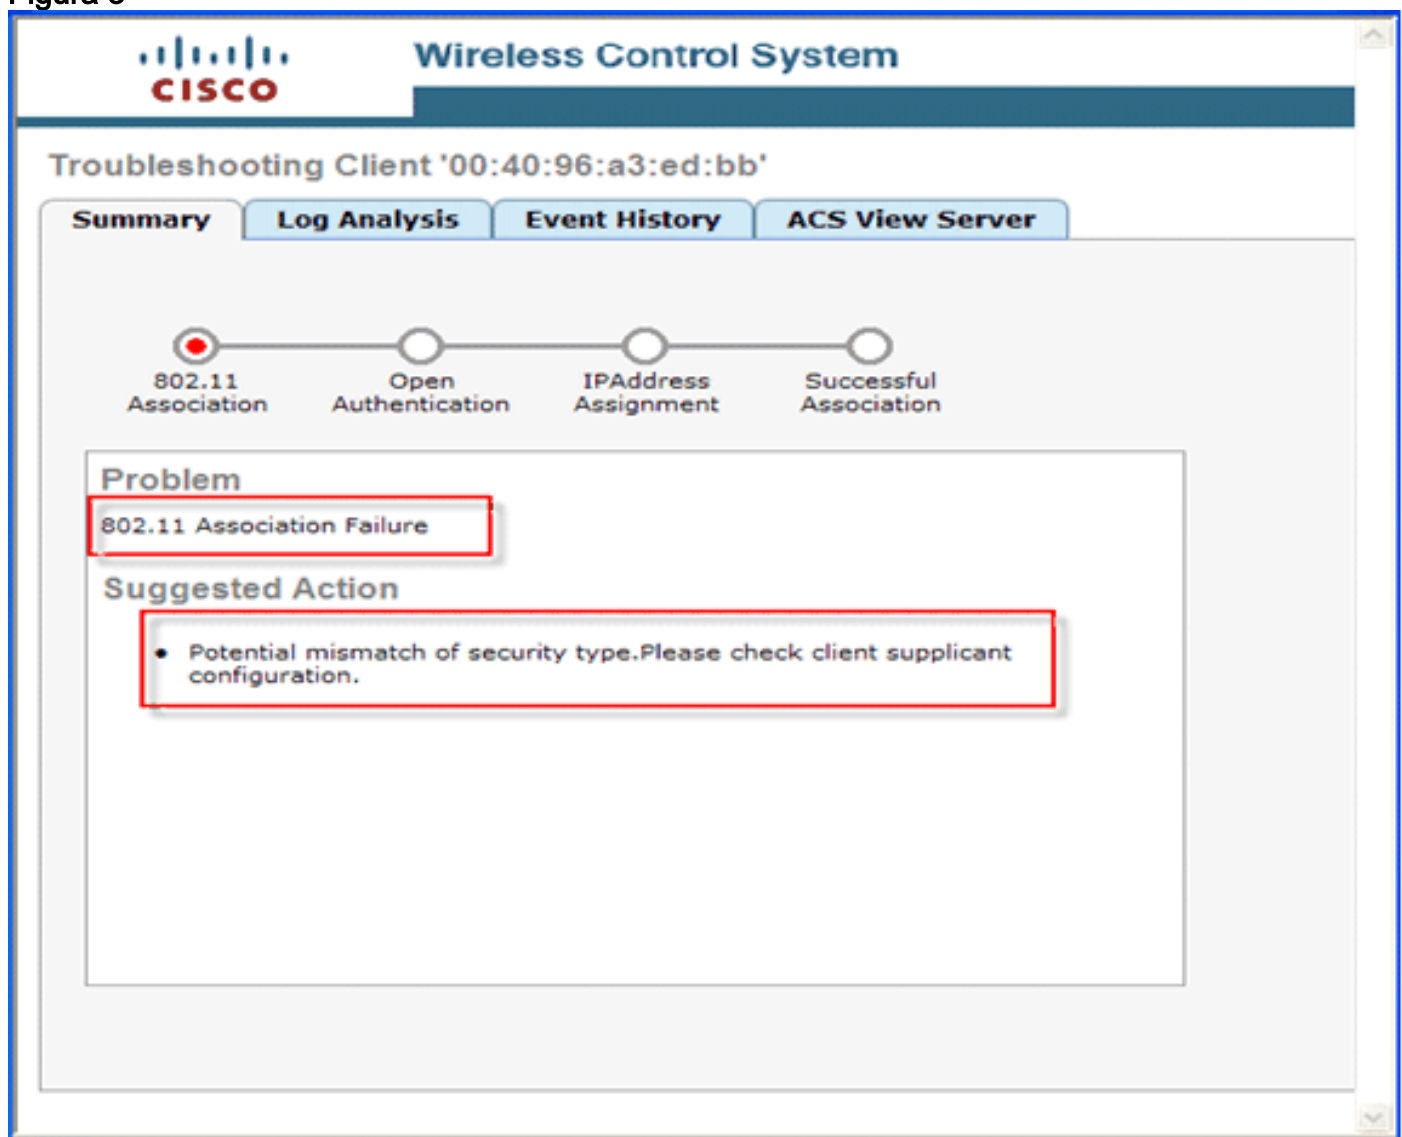 Wireless Control System
CISCO
Troubleshooting Client '00:40:96:a3:ed:bb'
Summary
Log Analysis
Event History
ACS View Server
802.11
Association
Open
Authentication
IPAddress
Assignment
Successful
Association
Problem
802.11 Association Failure
Suggested Action
• Potential mismatch of security type.Please check client supplicant
configuration.